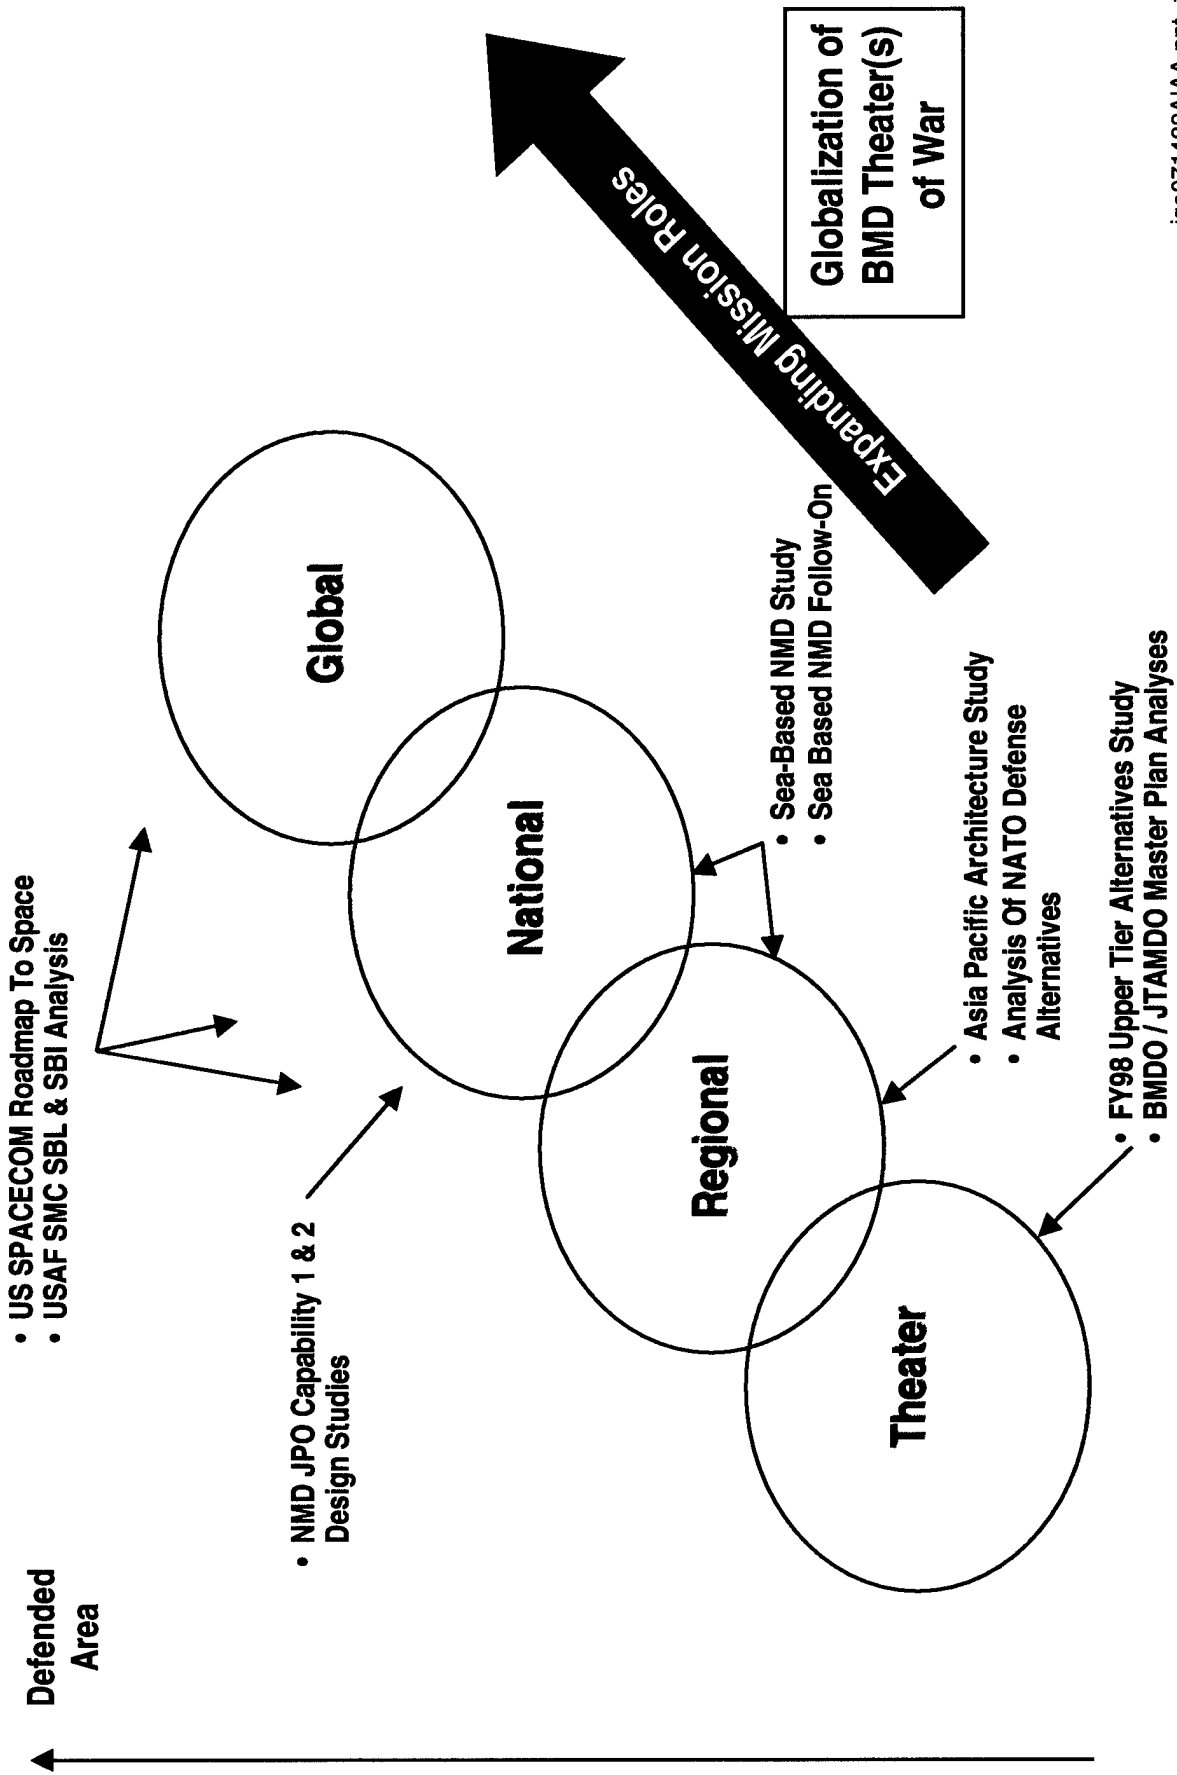 Defended
Area
• US SPACECOM Roadmap To Space
• USAF SMC SBL & SBI Analysis
• NMD JPO Capability 1 & 2
Design Studies
Global
National
Regional
Theater
• Sea-Based NMD Study
• Sea Based NMD Follow-On
• Asia Pacific Architecture Study
• Analysis Of NATO Defense
Alternatives
• FY98 Upper Tier Alternatives Study
• BMDO / JTAMDO Master Plan Analyses
Expanding Mission Roles
Globalization of
BMD Theater(s)
of War